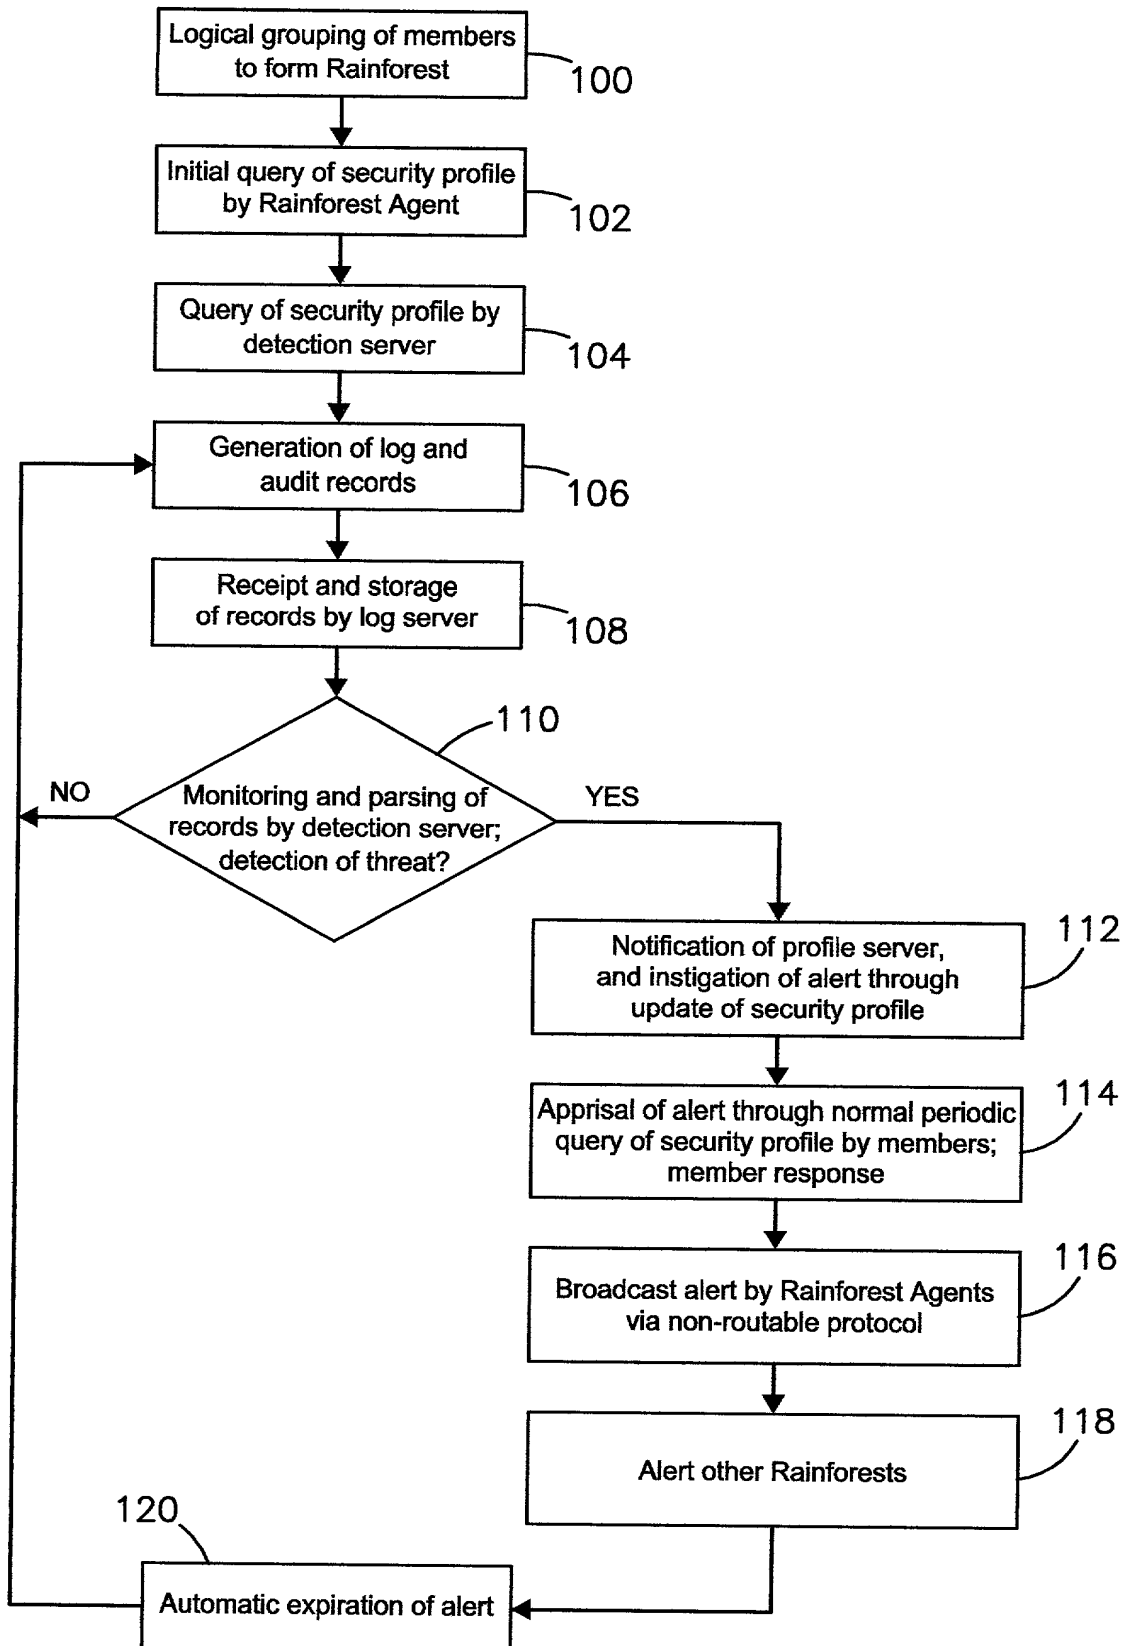 Logical grouping of members
to form Rainforest
100
Initial query of security profile
by Rainforest Agent
102
Query of security profile by
detection server
104
Generation of log and
audit records
106
Receipt and storage
of records by log server
108
110
NO
Monitoring and parsing of
records by detection server;
detection of threat?
YES
112
Notification of profile server,
and instigation of alert through
update of security profile
114
Apprisal of alert through normal periodic
query of security profile by members;
member response
116
Broadcast alert by Rainforest Agents
via non-routable protocol
118
Alert other Rainforests
120
Automatic expiration of alert